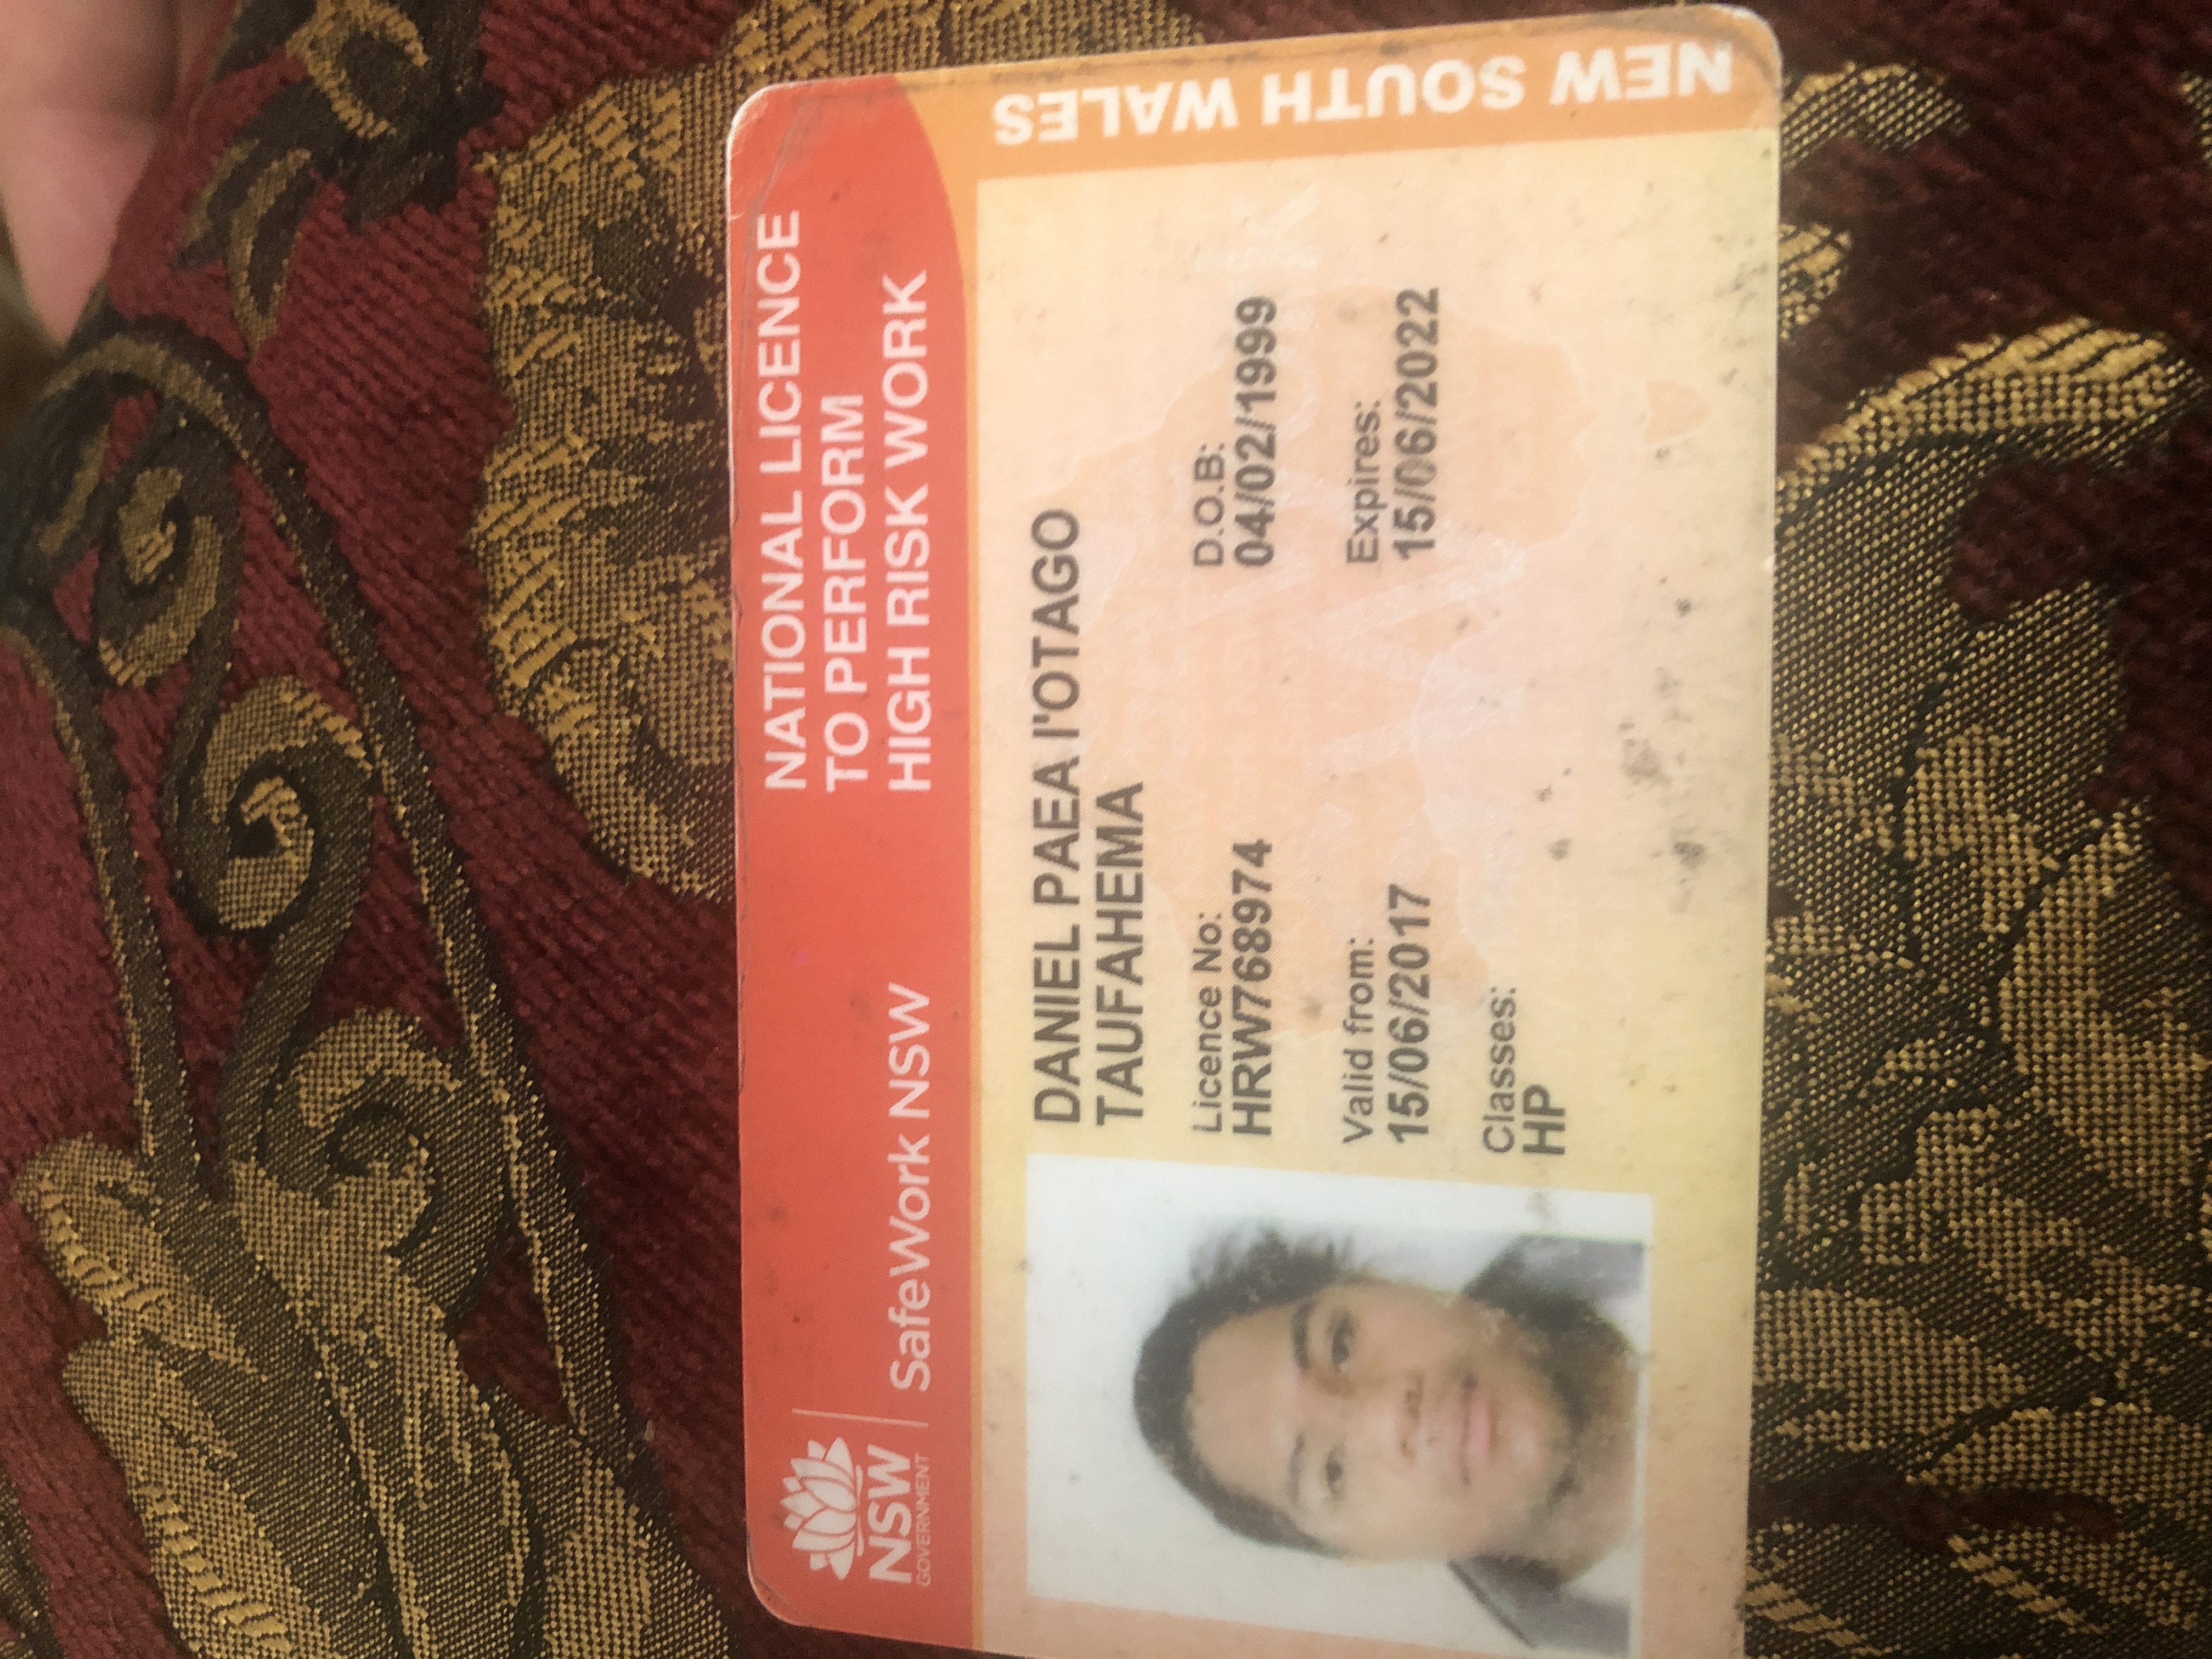 NSW
GOVERNMENT
SafeWork NSW
NATIONAL LICENCE
TO PERFORM
HIGH RISK WORK
DANIEL PAEA I'OTAGO
TAUFAHEMA
Licence No:
HRW768974
D.O.B:
04/02/1999
Valid from:
15/06/2017
Expires:
15/06/2022
Classes:
HP
NEW SOUTH WALES